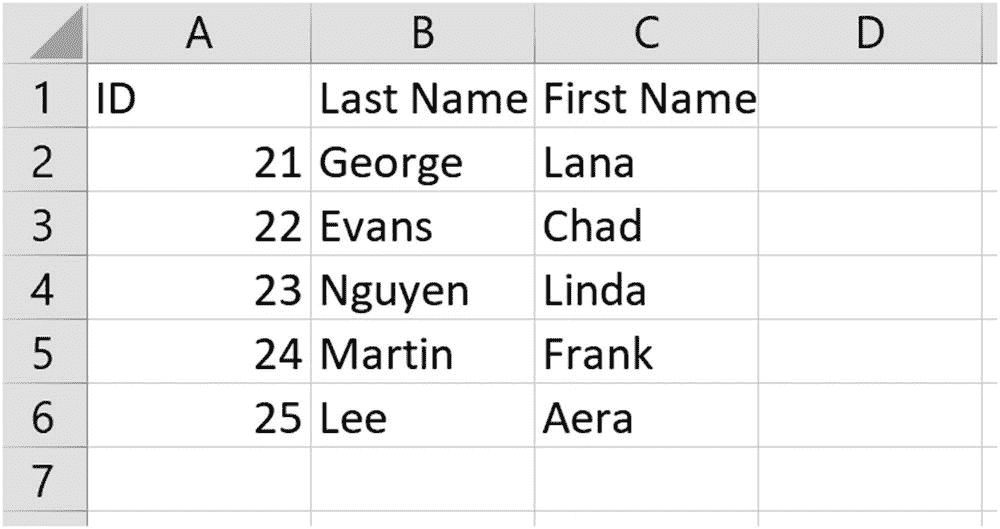 A B C D
1 ID Last Name First Name
2 21 George Lana
3 22 Evans Chad
4 23 Nguyen Linda
5 24 Martin Frank
6 25 Lee Aera
7